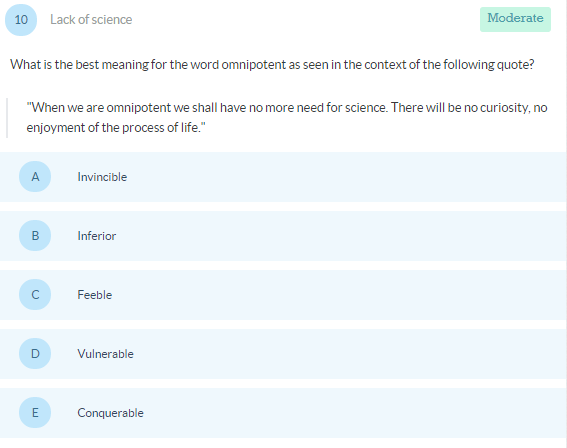 10 Lack of science Moderate
What is the best meaning for the word omnipotent as seen in the context of the following quote?
"When we are omnipotent we shall have no more need for science. There will be no curiosity, no
enjoyment of the process of life."
A Invincible
B Inferior
C Feeble
D Vulnerable
E Conquerable